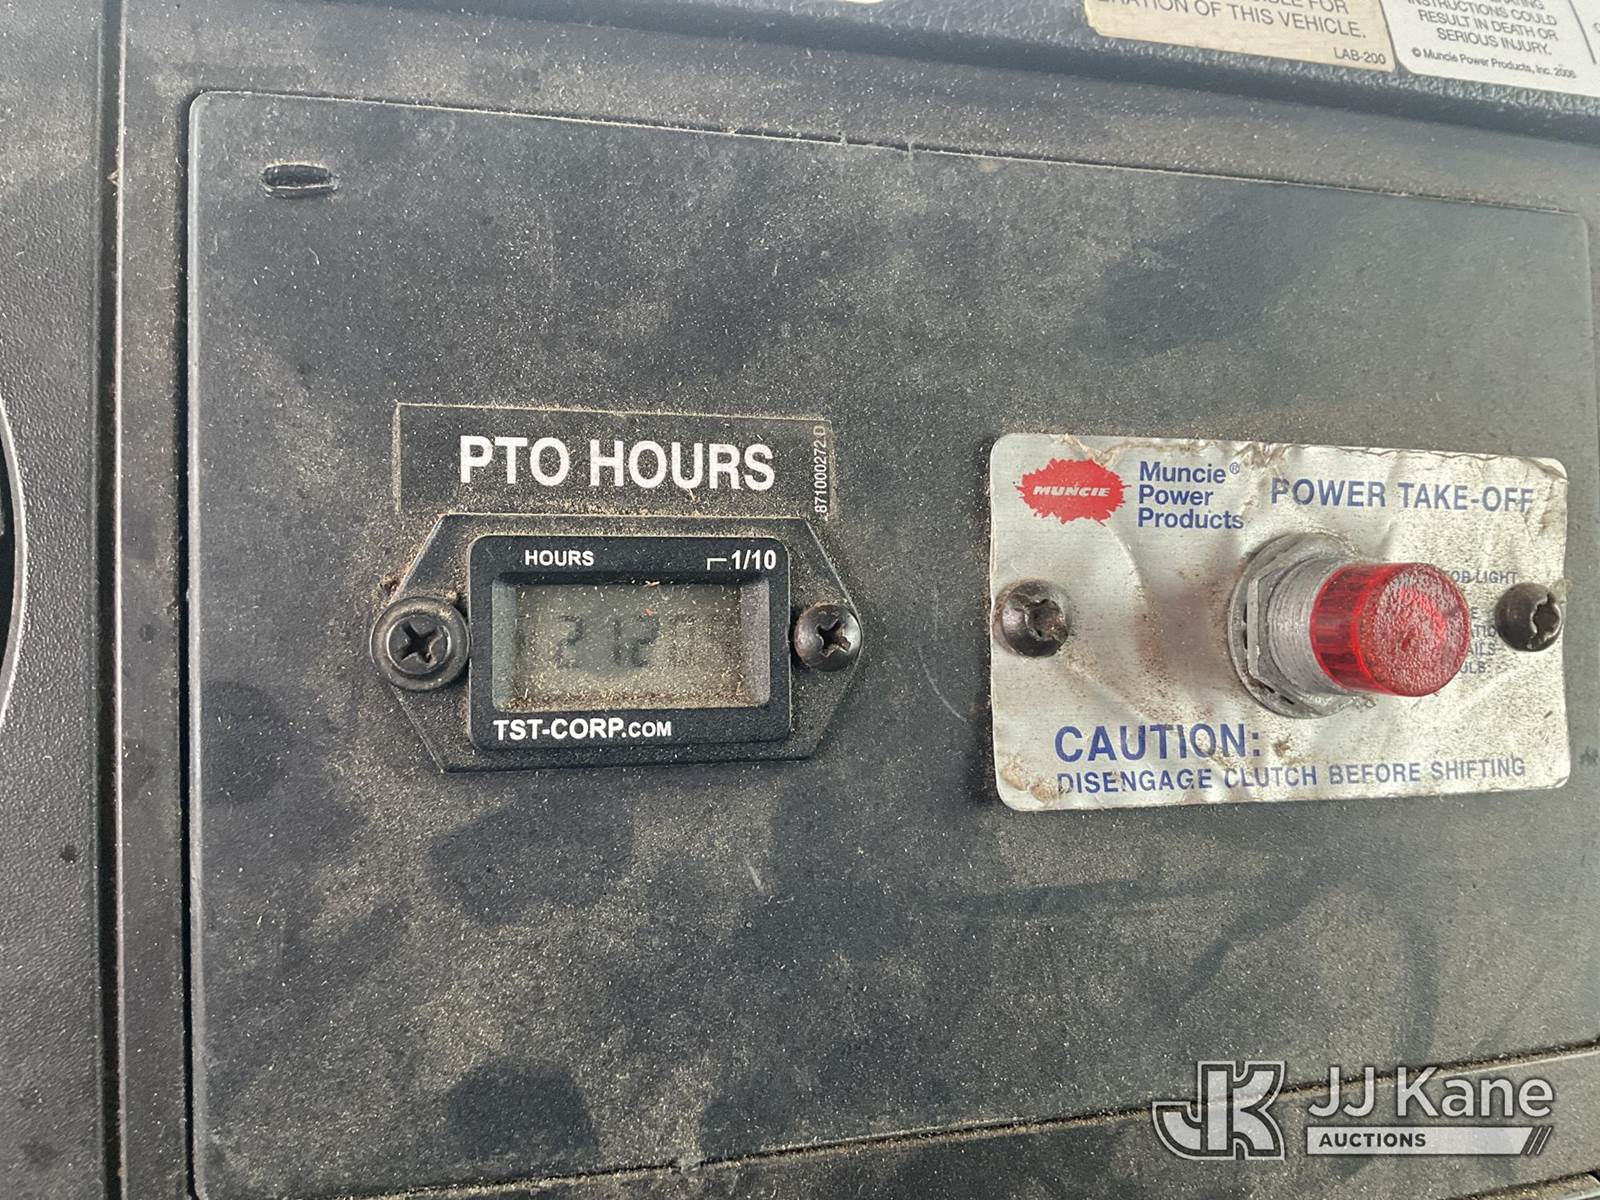 OF THIS VEHICLE.
LAB-200
INSTRUCTIONS COULD
RESULT IN DEATH OR
SERIOUS INJURY.
© Muncie Power Products, Inc. 2006
PTO HOURS
871000272.D
HOURS
1/10
TST-CORP.COM
MUNCIE
Muncie®
Power
Products
POWER TAKE-OFF
LIGHT
CAUTION:
DISENGAGE CLUTCH BEFORE SHIFTING
JK
JJ Kane
AUCTIONS